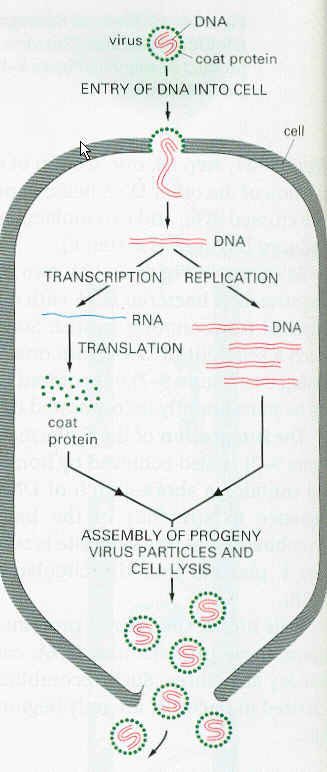 DNA
virus
coat protein
ENTRY OF DNA INTO CELL
cell
DNA
TRANSCRIPTION REPLICATION
RNA
DNA
TRANSLATION
coat
protein
ASSEMBLY OF PROGENY
VIRUS PARTICLES AND
CELL LYSIS